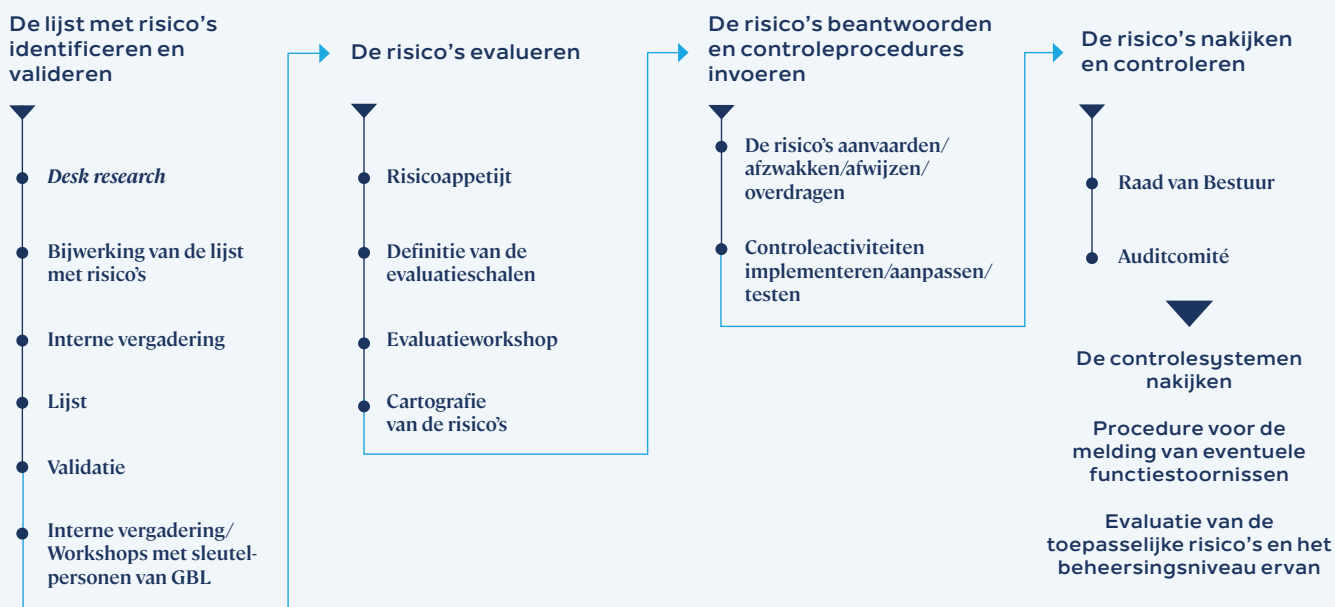 De lijst met risico’s
identificeren en
valideren
Desk research
Bijwerking van de lijst
met risico’s
Interne vergadering
Lijst
Validatie
Interne vergadering/
Workshops met sleutel-
personen van GBL
De risico’s evalueren
Risicoappetijt
Definitie van de
evaluatieschalen
Evaluatieworkshop
Cartografie
van de risico’s
De risico’s beantwoorden
en controleprocedures
invoeren
De risico’s aanvaarden/
afzwakken/afwijzen/
overdragen
Controleactiviteiten
implementeren/aanpassen/
testen
De risico’s nakijken
en controleren
Raad van Bestuur
Auditcomité
De controlesystemen
nakijken
Procedure voor de
melding van eventuele
functiestoornissen
Evaluatie van de
toepasselijke risico’s en het
beheersingsniveau ervan